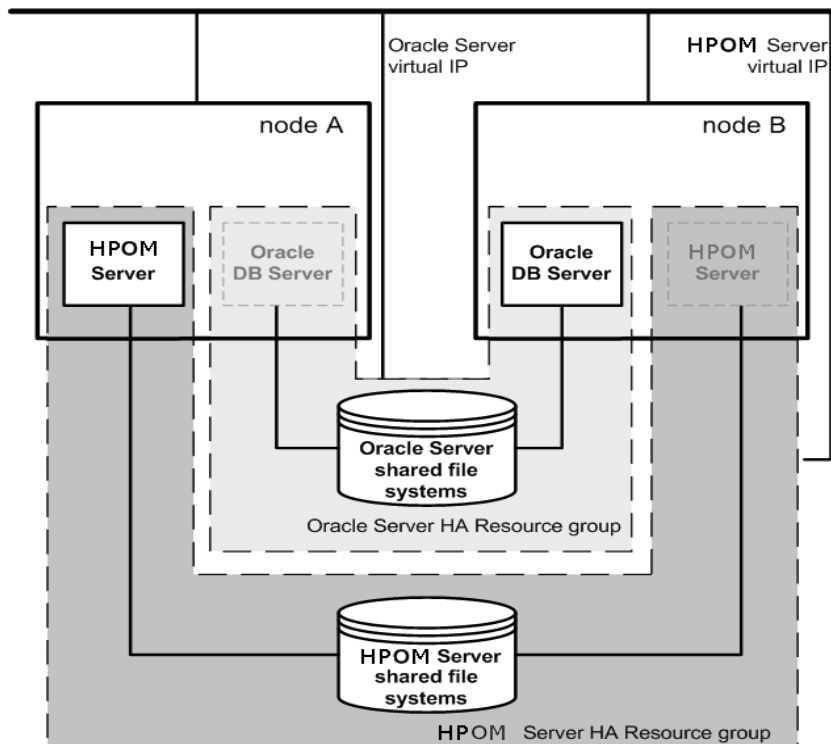 Oracle Server
virtual IP
HPOM Server
virtual IP
node A
node B
HPOM
Server
Oracle
DB Server
Oracle
DB Server
HPOM
Server
Oracle Server
shared file
systems
Oracle Server HA Resource group
HPOM Server
shared file
systems
HPOM Server HA Resource group